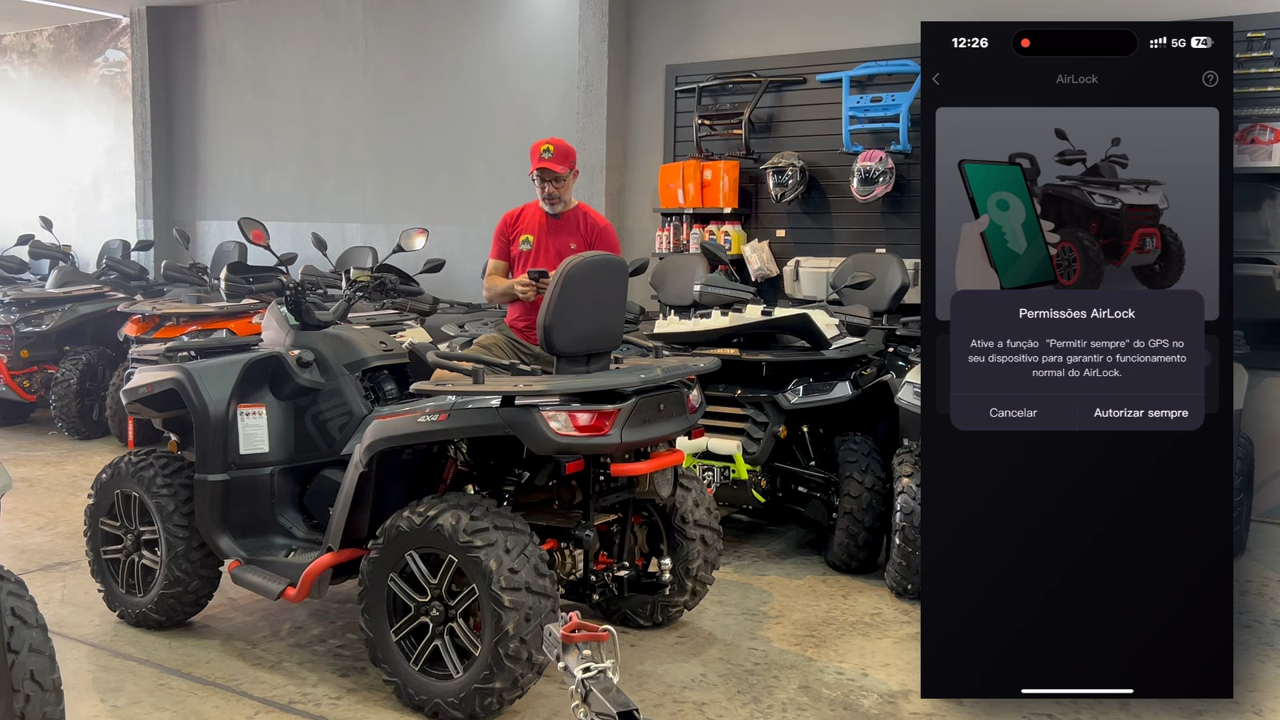 12:26
5G 74
AirLock
Permissões AirLock
Ative a função "Permitir sempre" do GPS no
seu dispositivo para garantir o funcionamento
normal do AirLock.
Cancelar
Autorizar sempre
4X4